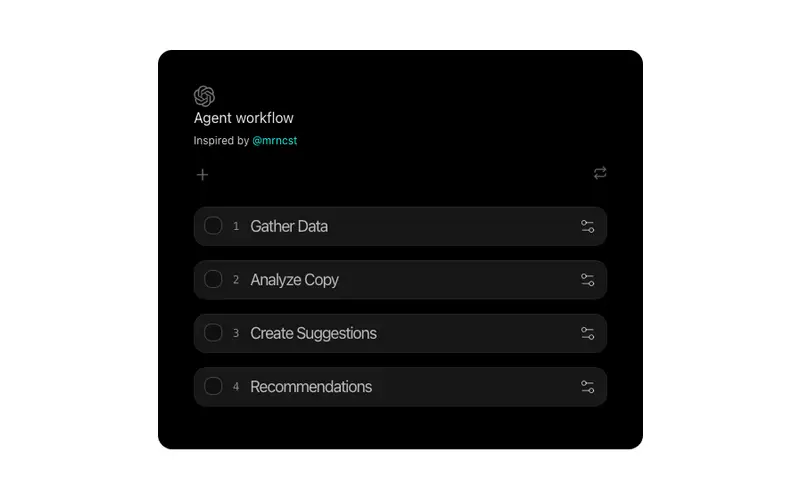 Agent workflow
Inspired by @mrncst
1 Gather Data
2 Analyze Copy
3 Create Suggestions
4 Recommendations